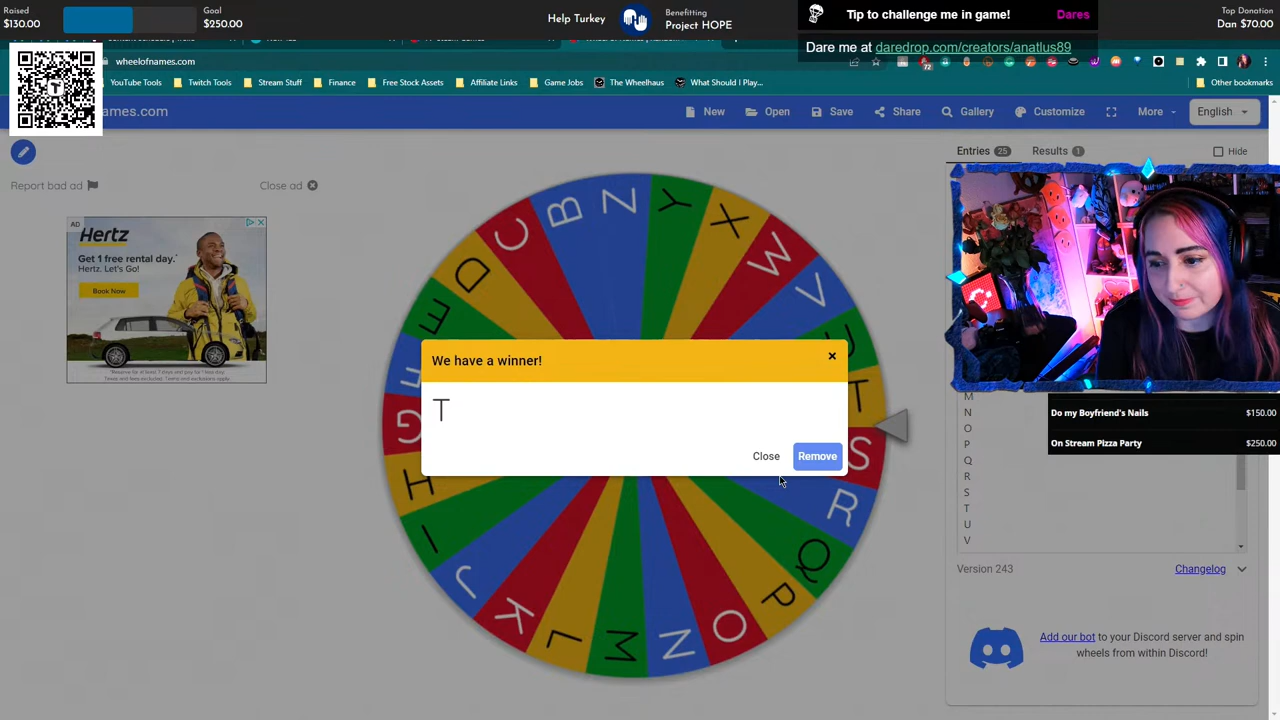 Raised
$130.00
Goal
$250.00
Help Turkey
Benefitting
Project HOPE
Tip to challenge me in game!
Dares
Dare me at daredrop.com/creators/anatlus89
Top Donation
Dan $70.00
wheelofnames.com
72
YouTube Tools
Twitch Tools
Stream Stuff
Finance
Free Stock Assets
Affiliate Links
Game Jobs
The Wheelhaus
What Should I Play...
Other bookmarks
T
ames.com
New
Open
Save
Share
Gallery
Customize
More
English
Report bad ad
Close ad
AD
Hertz
Get 1 free rental day.*
Hertz. Let's Go!
Book Now
Entries 25
Results 1
Hide
B
Z
Y
X
W
V
U
T
S
R
Q
P
O
N
M
L
K
J
I
H
G
F
E
D
C
We have a winner!
T
Close
Remove
M
N
O
P
Q
R
S
T
U
V
Do my Boyfriend's Nails
$150.00
On Stream Pizza Party
$250.00
Version 243
Changelog
Add our bot to your Discord server and spin
wheels from within Discord!